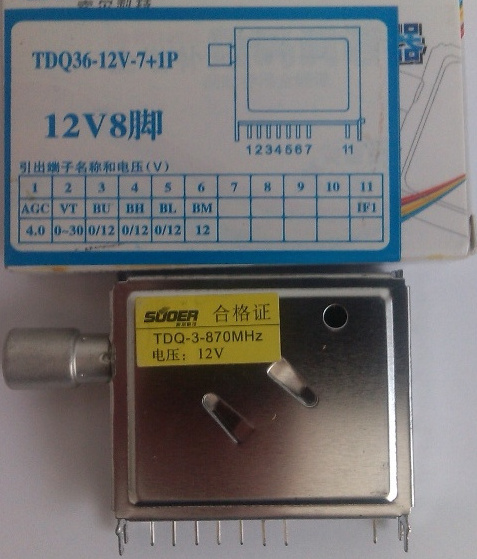 TDQ36-12V-7+1P
12V8脚
1234567 11
引出端子名称和电压(V)
1 2 3 4 5 6 7 8 9 10 11
AGC VT BU BH BL BM IF1
4.0 0~30 0/12 0/12 0/12 12
SUOER 合格证
TDQ-3-870MHz
电压：12V